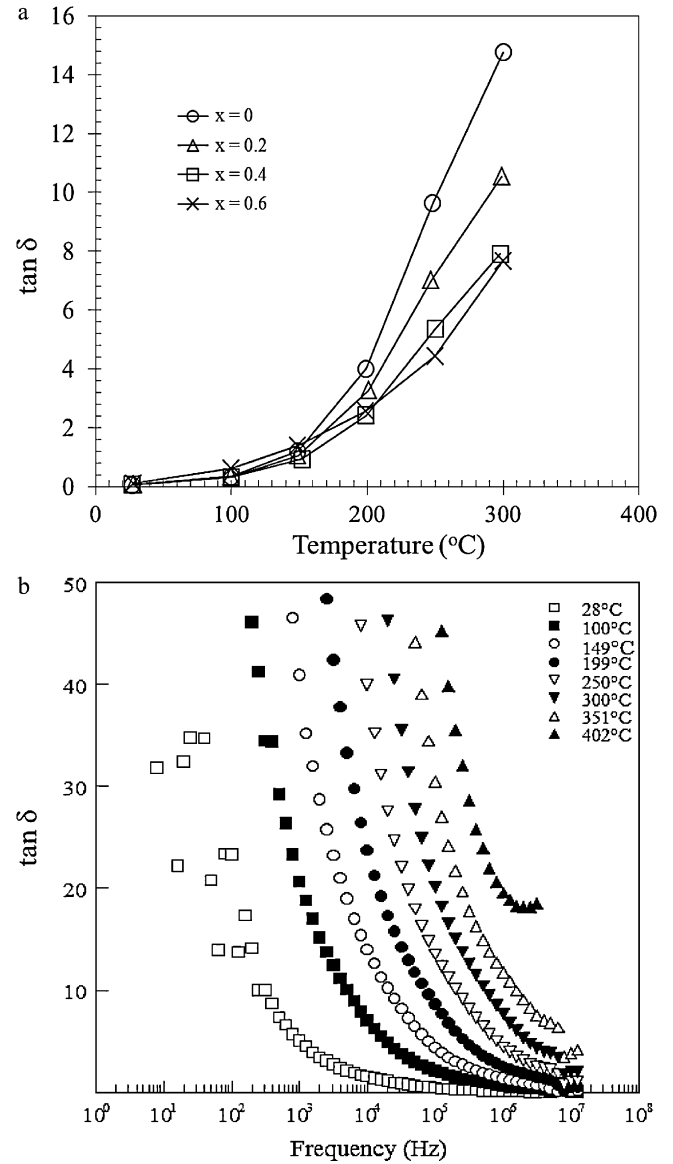 a
16
14
12
10
8
6
4
2
0
tan δ
x = 0
x = 0.2
x = 0.4
x = 0.6
0 100 200 300 400
Temperature (°C)
b
50
40
30
20
10
tan δ
28°C
100°C
149°C
199°C
250°C
300°C
351°C
402°C
10⁰ 10¹ 10² 10³ 10⁴ 10⁵ 10⁶ 10⁷ 10⁸
Frequency (Hz)